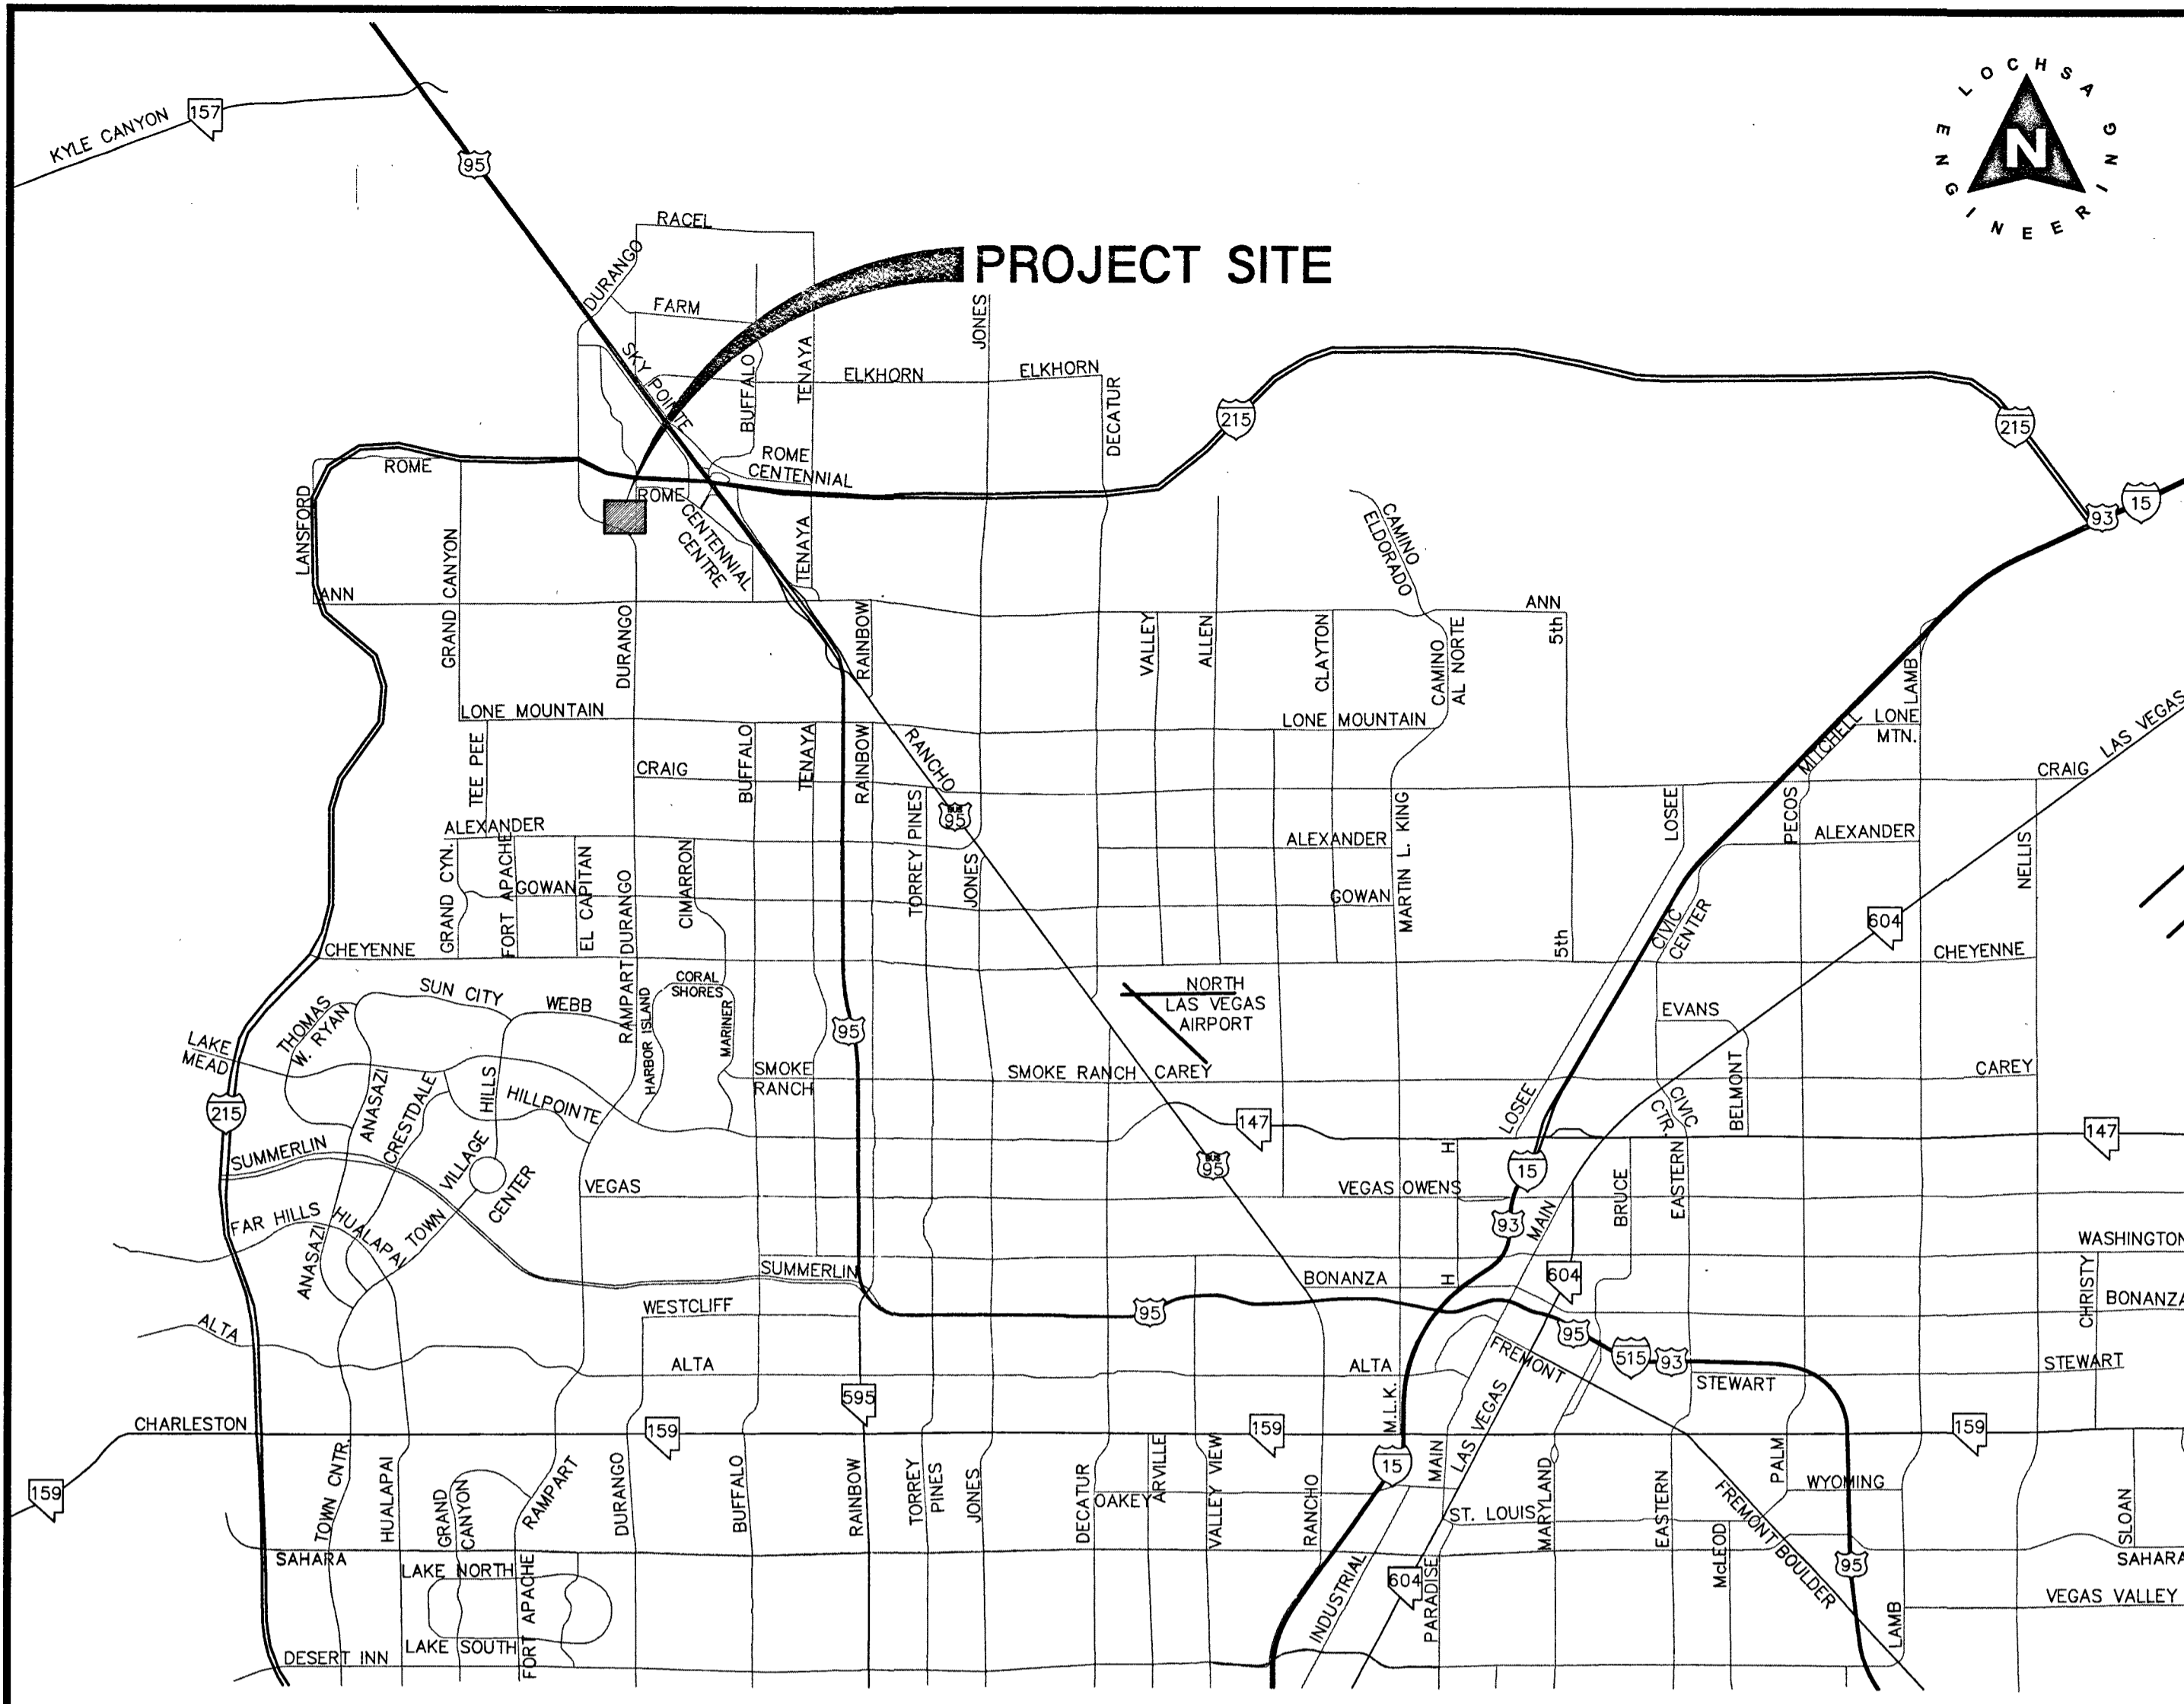 LOCHSA ENGINEERING
N
KYLE CANYON
157
95
RACEL
DURANGO
PROJECT SITE
FARM
JONES
SKY POINTE
BUFFALO
TENAYA
ELKHORN
ELKHORN
DECATUR
215
215
ROME
ROME
CENTENNIAL
LANSFORD
ROME
CENTENNIAL
CENTRE
TENAYA
CAMINO
ELDORADO
93
15
GRAND CANYON
ANN
DURANGO
RAINBOW
VALLEY
ALLEN
CLAYTON
CAMINO
AL NORTE
ANN
5th
LAMB
LONE MOUNTAIN
LONE MOUNTAIN
LONE
MTN.
MITCHELL
LAS VEGAS
TEE PEE
CRAIG
BUFFALO
TENAYA
RAINBOW
RANCHO
CRAIG
BUS
95
TORREY PINES
MARTIN L. KING
LOSEE
PECOS
ALEXANDER
ALEXANDER
ALEXANDER
NELLIS
GRAND CYN.
FORT APACHE
GOWAN
EL CAPITAN
DURANGO
CIMARRON
JONES
GOWAN
CIVIC
CENTER
604
CHEYENNE
5th
CHEYENNE
SUN CITY
WEBB
RAMPART
CORAL
SHORES
HARBOR ISLAND
MARINER
NORTH
LAS VEGAS
AIRPORT
EVANS
THOMAS
W. RYAN
LAKE
MEAD
95
SMOKE
RANCH
SMOKE RANCH
CAREY
CAREY
215
ANASAZI
CRESTDALE
HILLS
HILLPOINTE
LOSEE
CIVIC
CTR.
BELMONT
147
147
SUMMERLIN
VILLAGE
CENTER
BUS
95
H
15
EASTERN
VEGAS
VEGAS
OWENS
BRUCE
FAR HILLS
HUALAPAI
TOWN
93
MAIN
WASHINGTON
ANASAZI
SUMMERLIN
BONANZA
H
604
CHRISTY
BONANZA
WESTCLIFF
95
95
515
93
ALTA
ALTA
ALTA
FREMONT
STEWART
STEWART
595
M.L.K.
LAS VEGAS
CHARLESTON
159
159
159
159
15
TOWN CNTR.
HUALAPAI
GRAND
CANYON
RAMPART
DURANGO
BUFFALO
RAINBOW
TORREY
PINES
JONES
DECATUR
OAKEY
ARVILLE
VALLEY VIEW
RANCHO
MAIN
ST. LOUIS
MARYLAND
EASTERN
PALM
WYOMING
FREMONT
BOULDER
McLEOD
SLOAN
SAHARA
SAHARA
95
LAKE NORTH
FORT APACHE
INDUSTRIAL
604
PARADISE
LAMB
VEGAS VALLEY
LAKE SOUTH
DESERT INN